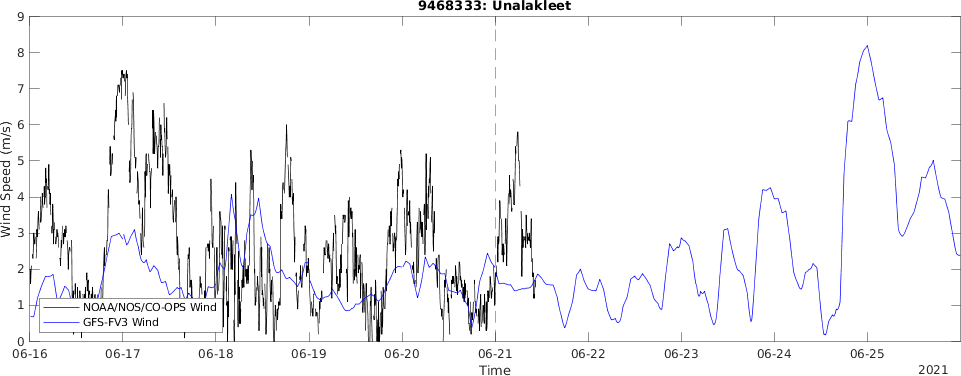 9468333: Unalakleet
9
8
7
6
5
4
3
2
1
0
Wind Speed (m/s)
NOAA/NOS/CO-OPS Wind
GFS-FV3 Wind
06-16 06-17 06-18 06-19 06-20 06-21 06-22 06-23 06-24 06-25
Time
2021